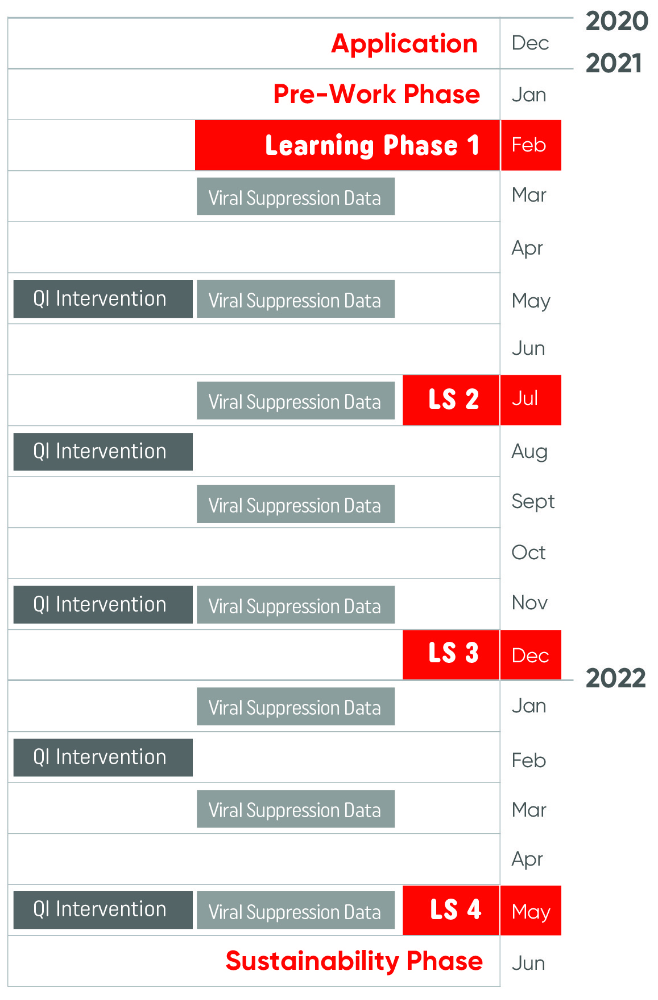 2020
Application Dec
2021
Pre-Work Phase Jan
Learning Phase 1 Feb
Viral Suppression Data Mar
Apr
QI Intervention Viral Suppression Data May
Jun
Viral Suppression Data LS 2 Jul
QI Intervention Aug
Viral Suppression Data Sept
Oct
QI Intervention Viral Suppression Data Nov
LS 3 Dec
2022
Viral Suppression Data Jan
QI Intervention Feb
Viral Suppression Data Mar
Apr
QI Intervention Viral Suppression Data LS 4 May
Sustainability Phase Jun